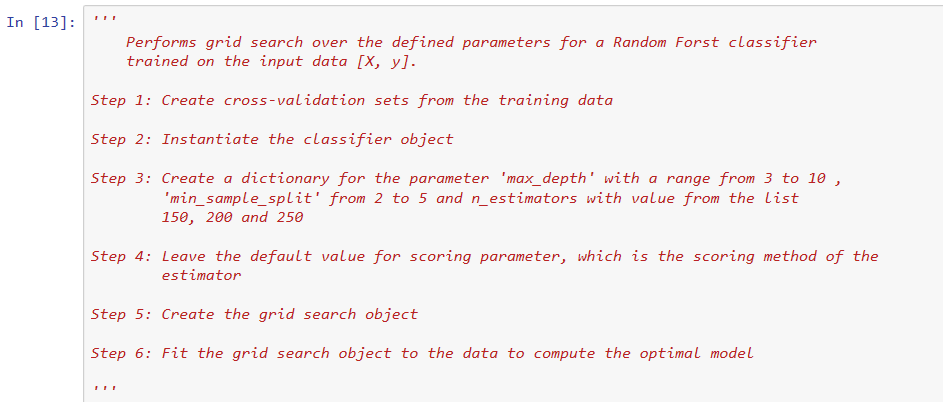 In [13]: '''
Performs grid search over the defined parameters for a Random Forst classifier
trained on the input data [X, y].
Step 1: Create cross-validation sets from the training data
Step 2: Instantiate the classifier object
Step 3: Create a dictionary for the parameter 'max_depth' with a range from 3 to 10 ,
'min_sample_split' from 2 to 5 and n_estimators with value from the list
150, 200 and 250
Step 4: Leave the default value for scoring parameter, which is the scoring method of the
estimator
Step 5: Create the grid search object
Step 6: Fit the grid search object to the data to compute the optimal model
'''